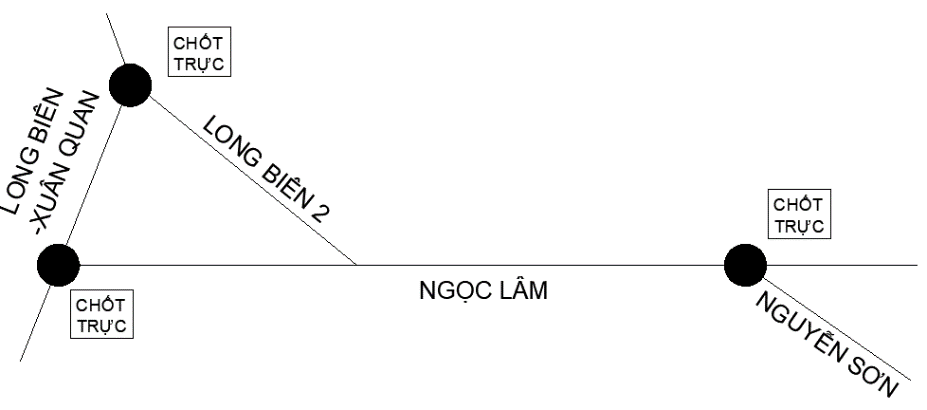 CHỐT
TRỰC
LONG BIÊN
-XUÂN QUAN
LONG BIÊN 2
CHỐT
TRỰC
NGỌC LÂM
CHỐT
TRỰC
NGUYỄN SƠN